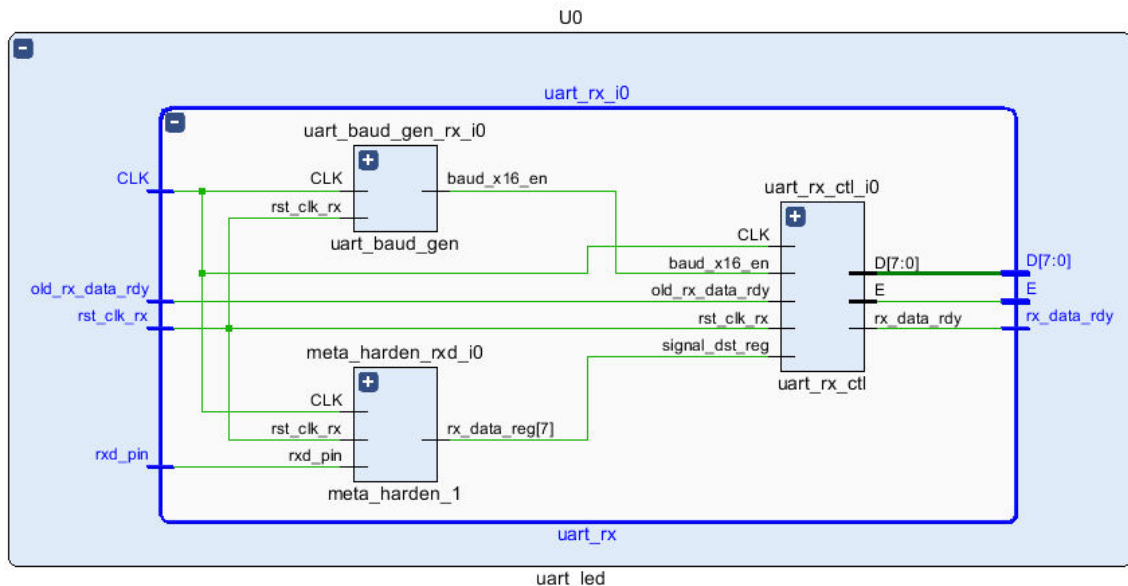 U0
uart_rx_i0
uart_baud_gen_rx_i0
CLK
CLK
baud_x16_en
rst_clk_rx
uart_baud_gen
uart_rx_ctl_i0
CLK
baud_x16_en
D[7:0]
D[7:0]
old_rx_data_rdy
old_rx_data_rdy
E
E
rst_clk_rx
rst_clk_rx
rx_data_rdy
rx_data_rdy
signal_dst_reg
uart_rx_ctl
meta_harden_rxd_i0
CLK
rst_clk_rx
rx_data_reg[7]
rxd_pin
rxd_pin
meta_harden_1
uart_rx
uart_led